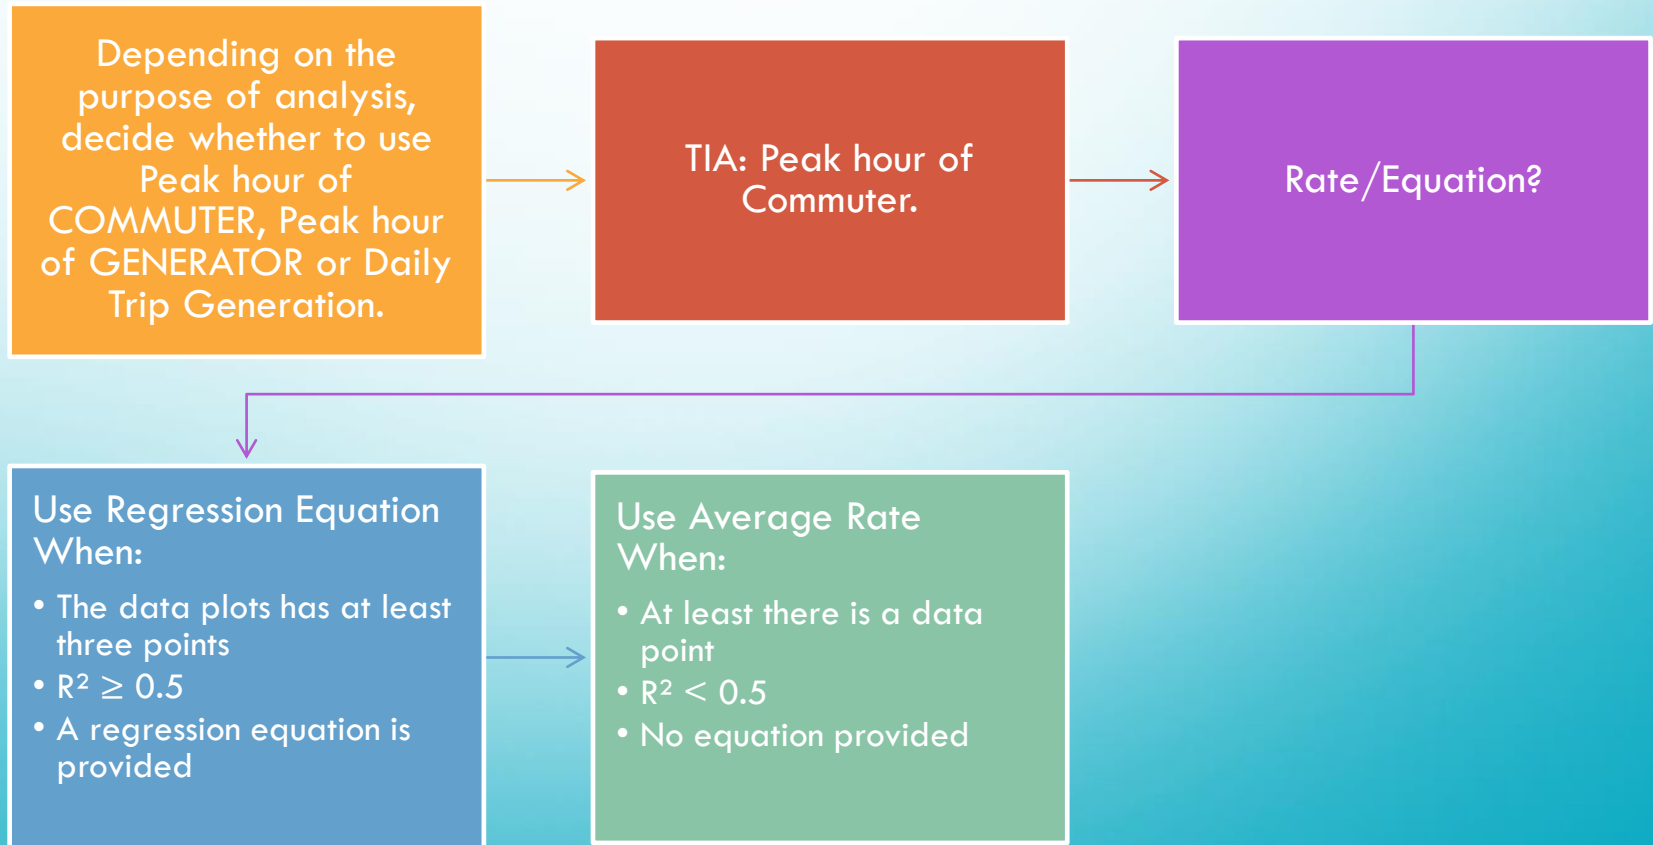 Depending on the
purpose of analysis,
decide whether to use
Peak hour of
COMMUTER, Peak hour
of GENERATOR or Daily
Trip Generation.
TIA: Peak hour of
Commuter.
Rate/Equation?
Use Regression Equation
When:
• The data plots has at least
three points
• R² ≥ 0.5
• A regression equation is
provided
Use Average Rate
When:
• At least there is a data
point
• R² < 0.5
• No equation provided